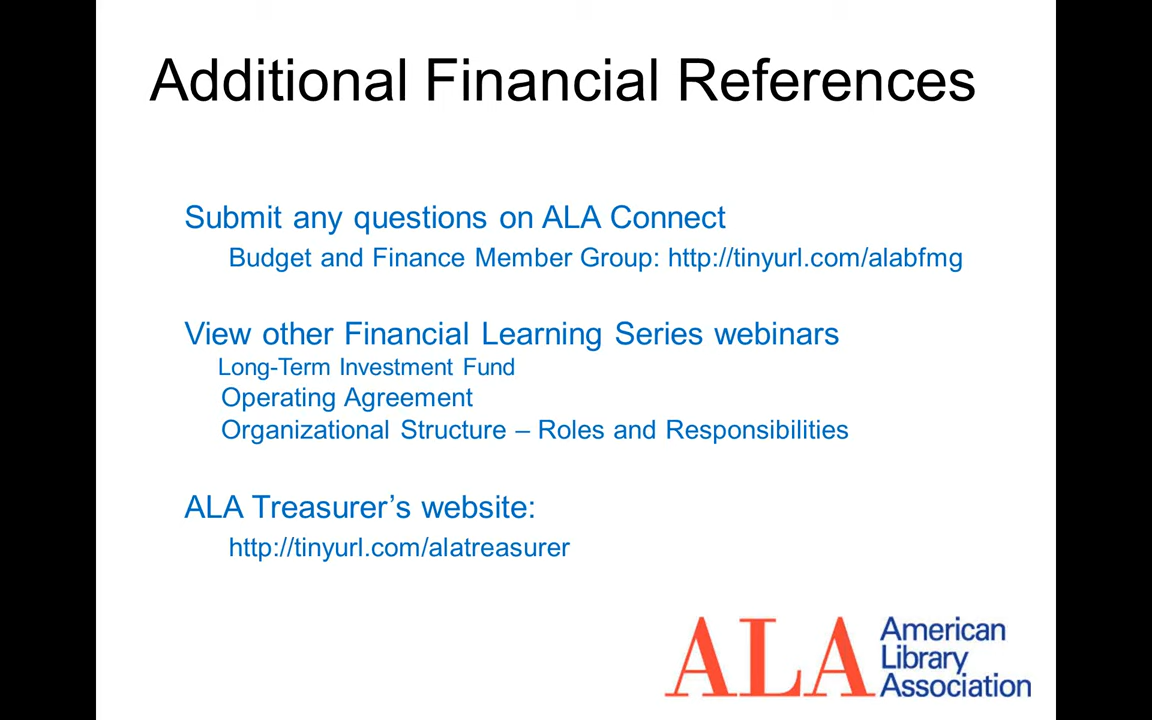 Additional Financial References
Submit any questions on ALA Connect
Budget and Finance Member Group: http://tinyurl.com/alabfmg
View other Financial Learning Series webinars
Long-Term Investment Fund
Operating Agreement
Organizational Structure – Roles and Responsibilities
ALA Treasurer’s website:
http://tinyurl.com/alatreasurer
ALA
American
Library
Association